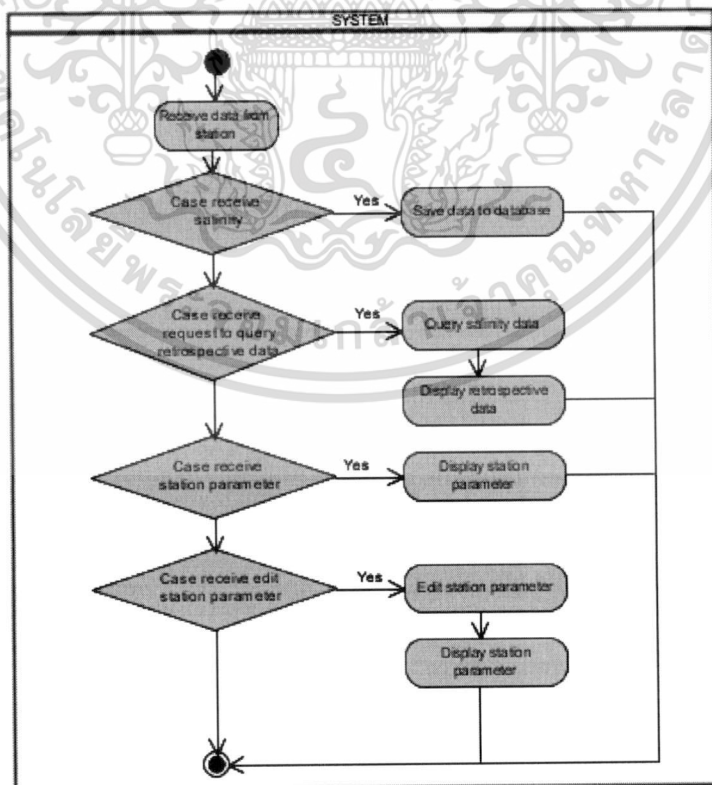 SYSTEM
Receive data from
station
Case receive
salinity
Yes
Save data to database
Case receive
request to query
retrospective data
Yes
Query salinity data
Display retrospective
data
Case receive
station parameter
Yes
Display station
parameter
Case receive edit
station parameter
Yes
Edit station parameter
Display station
parameter